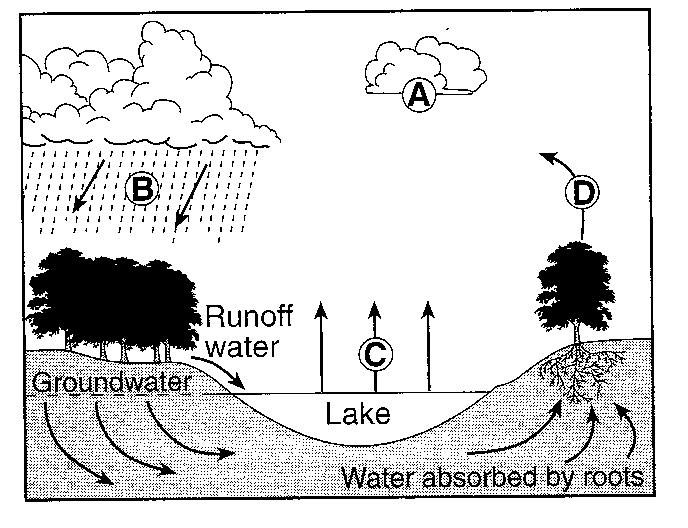 A
B
D
Runoff
water
C
Groundwater
Lake
Water absorbed by roots